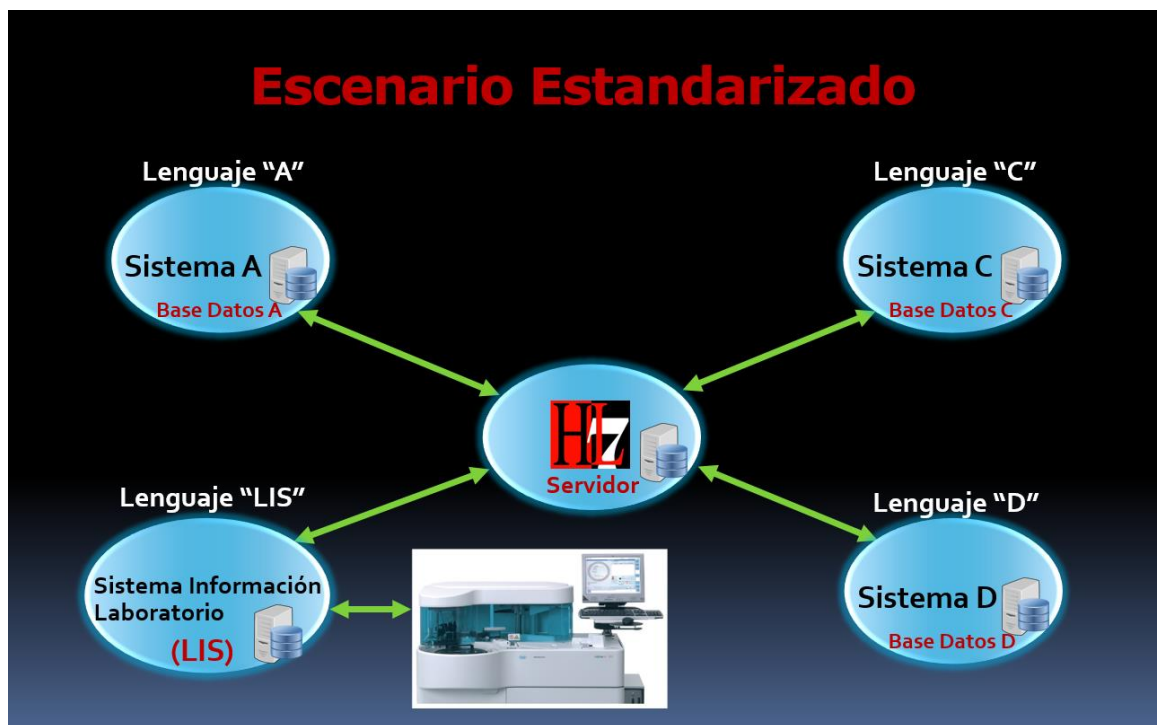 Escenario Estandarizado
Lenguaje “A”
Sistema A
Base Datos A
Lenguaje “C”
Sistema C
Base Datos C
HL7
Servidor
Lenguaje “LIS”
Sistema Información
Laboratorio
(LIS)
Lenguaje “D”
Sistema D
Base Datos D